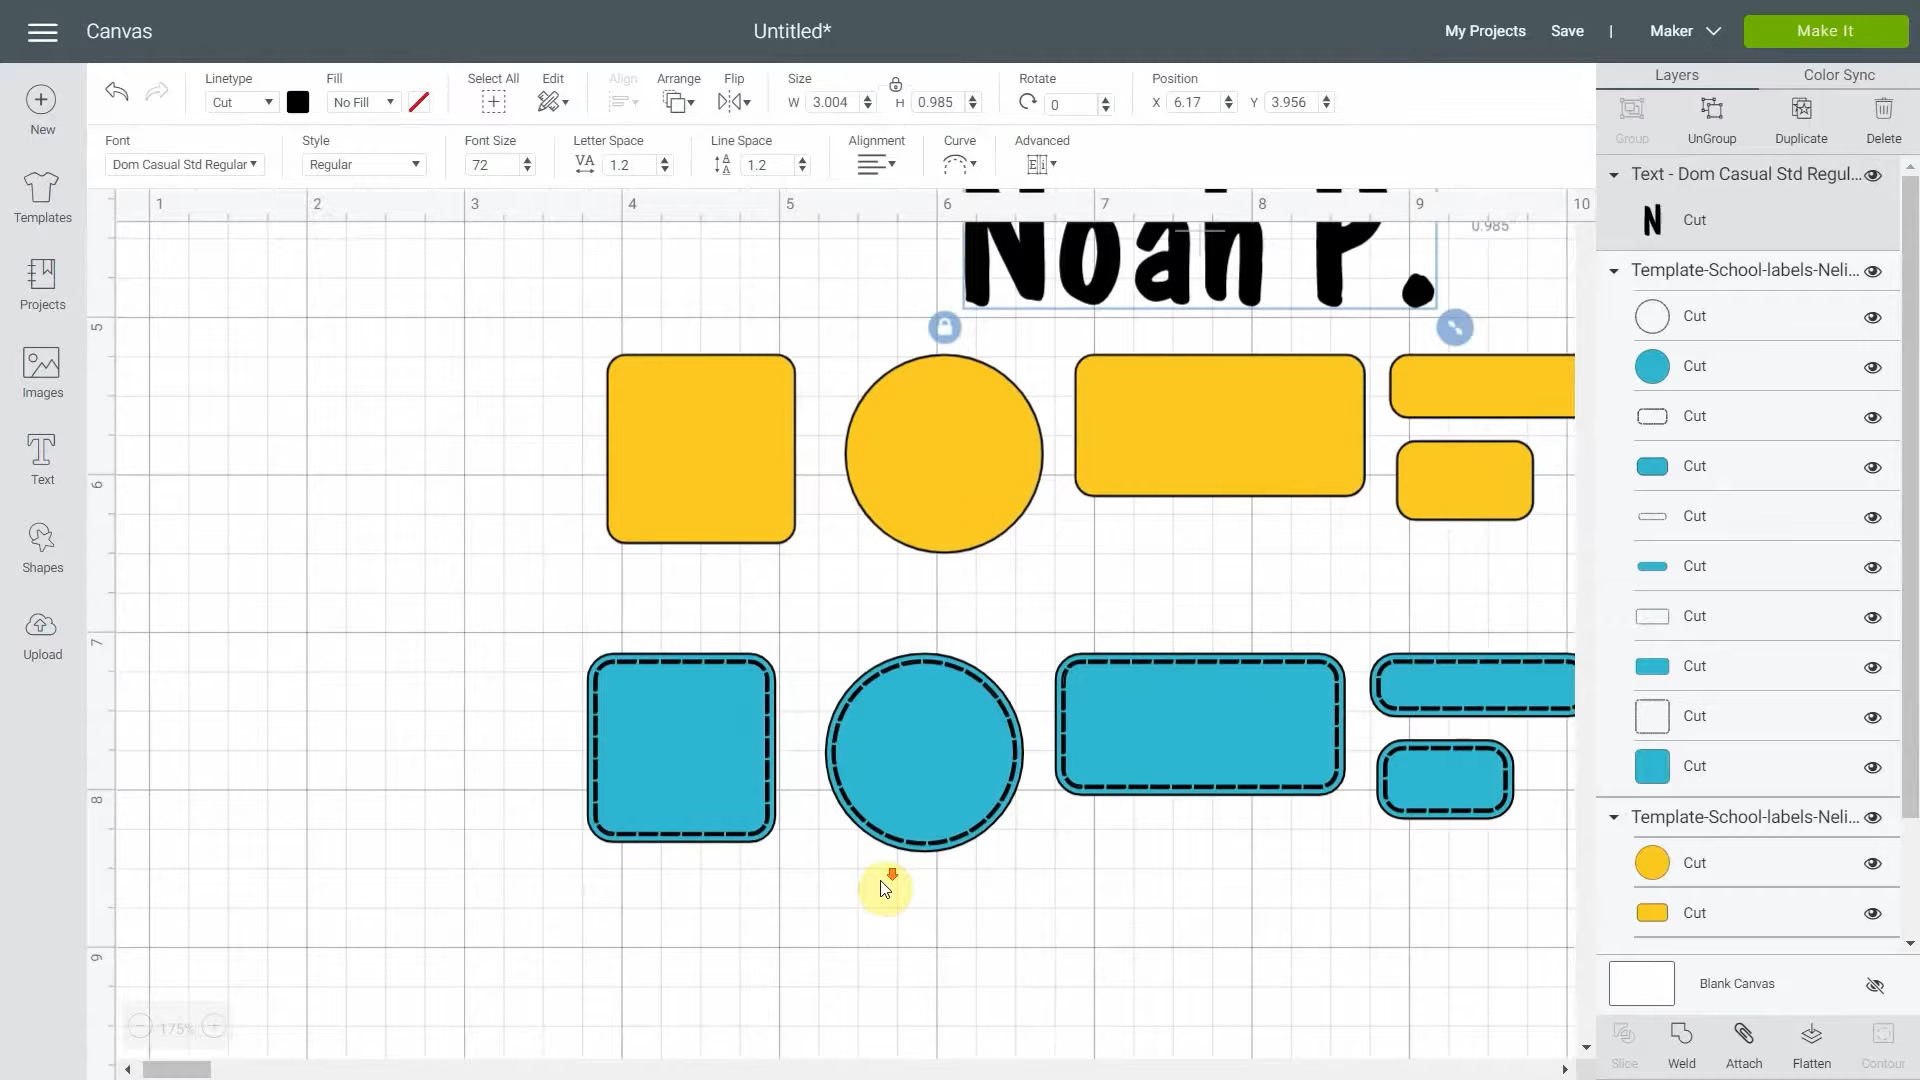 Canvas
Untitled*
My Projects
Save
|
Maker
Make It
New
Templates
Projects
Images
Text
Shapes
Upload
Linetype
Cut
Fill
No Fill
Select All
Edit
Align
Arrange
Flip
Size
W 3.004
H 0.985
Rotate
0
Position
X 6.17
Y 3.956
Font
Dom Casual Std Regular
Style
Regular
Font Size
72
Letter Space
VA 1.2
Line Space
1.2
Alignment
Curve
Advanced
1 2 3 4 5 6 7 8 9 10
0.985"
Noah P.
5
6
7
8
9
175%
Layers
Color Sync
Group
UnGroup
Duplicate
Delete
Text - Dom Casual Std Regul...
N Cut
Template-School-labels-Neli...
Cut
Cut
Cut
Cut
Cut
Cut
Cut
Cut
Cut
Cut
Template-School-labels-Neli...
Cut
Cut
Blank Canvas
Slice
Weld
Attach
Flatten
Contour